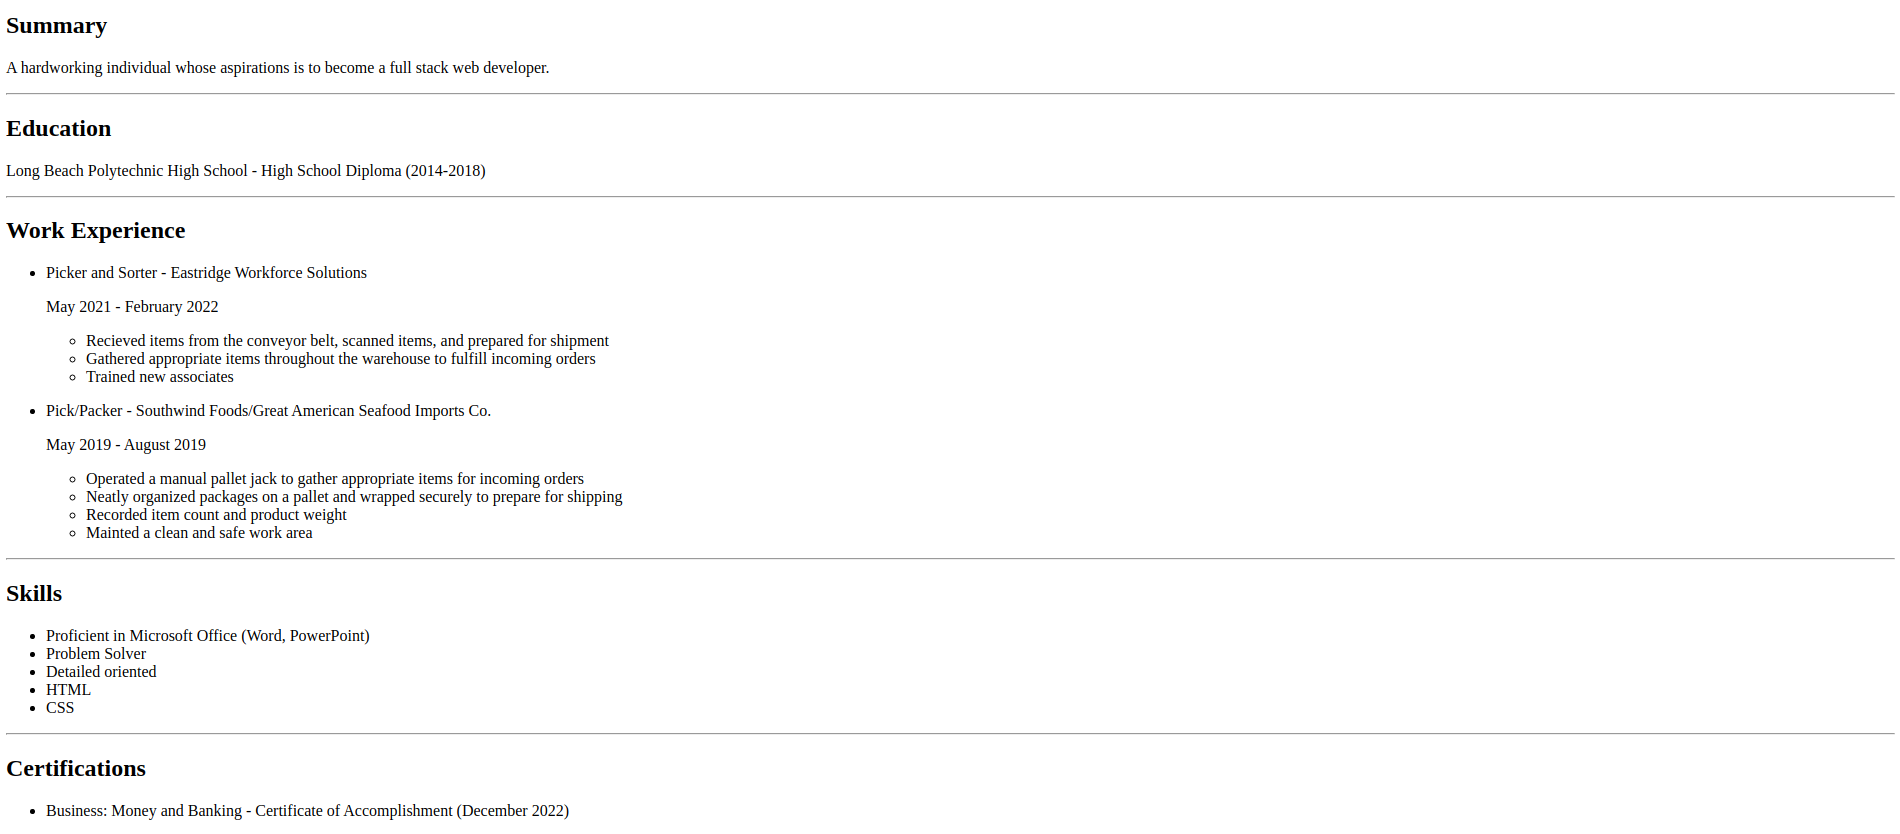 Summary
A hardworking individual whose aspirations is to become a full stack web developer.
Education
Long Beach Polytechnic High School - High School Diploma (2014-2018)
Work Experience
Picker and Sorter - Eastridge Workforce Solutions
May 2021 - February 2022
Recieved items from the conveyor belt, scanned items, and prepared for shipment
Gathered appropriate items throughout the warehouse to fulfill incoming orders
Trained new associates
Pick/Packer - Southwind Foods/Great American Seafood Imports Co.
May 2019 - August 2019
Operated a manual pallet jack to gather appropriate items for incoming orders
Neatly organized packages on a pallet and wrapped securely to prepare for shipping
Recorded item count and product weight
Mainted a clean and safe work area
Skills
Proficient in Microsoft Office (Word, PowerPoint)
Problem Solver
Detailed oriented
HTML
CSS
Certifications
Business: Money and Banking - Certificate of Accomplishment (December 2022)